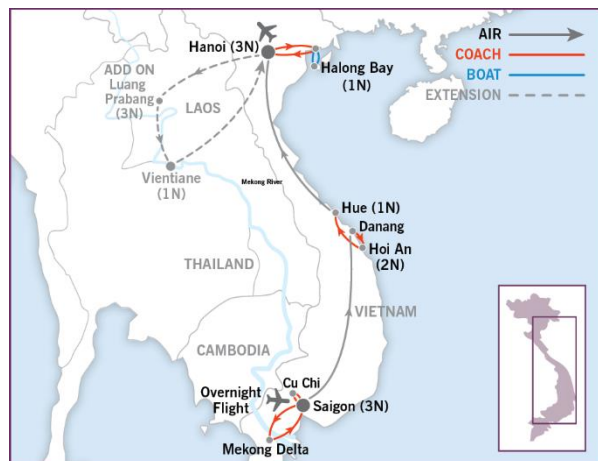 AIR
COACH
BOAT
EXTENSION
Hanoi (3N)
Halong Bay
(1N)
ADD ON
Luang
Prabang
(3N)
LAOS
Vientiane
(1N)
Mekong River
Hue (1N)
Danang
Hoi An
(2N)
THAILAND
VIETNAM
CAMBODIA
Cu Chi
Overnight
Flight
Saigon (3N)
Mekong Delta